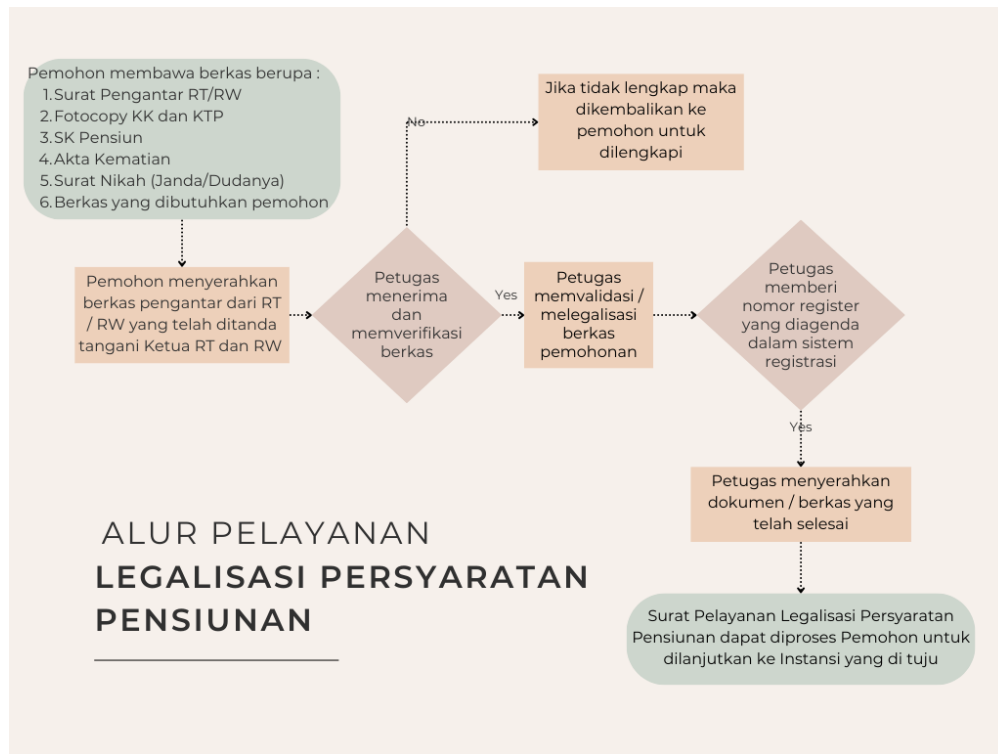 Pemohon membawa berkas berupa :
1. Surat Pengantar RT/RW
2. Fotocopy KK dan KTP
3. SK Pensiun
4. Akta Kematian
5. Surat Nikah (Janda/Dudanya)
6. Berkas yang dibutuhkan pemohon
Pemohon menyerahkan
berkas pengantar dari RT
/ RW yang telah ditanda
tangani Ketua RT dan RW
Petugas
menerima
dan
memverifikasi
berkas
No
Jika tidak lengkap maka
dikembalikan ke
pemohon untuk
dilengkapi
Yes
Petugas
memvalidasi /
melegalisasi
berkas
pemohonan
Petugas
memberi
nomor register
yang diagenda
dalam sistem
registrasi
Yes
Petugas menyerahkan
dokumen / berkas yang
telah selesai
Surat Pelayanan Legalisasi Persyaratan
Pensiunan dapat diproses Pemohon untuk
dilanjutkan ke Instansi yang di tuju
ALUR PELAYANAN
LEGALISASI PERSYARATAN
PENSIUNAN